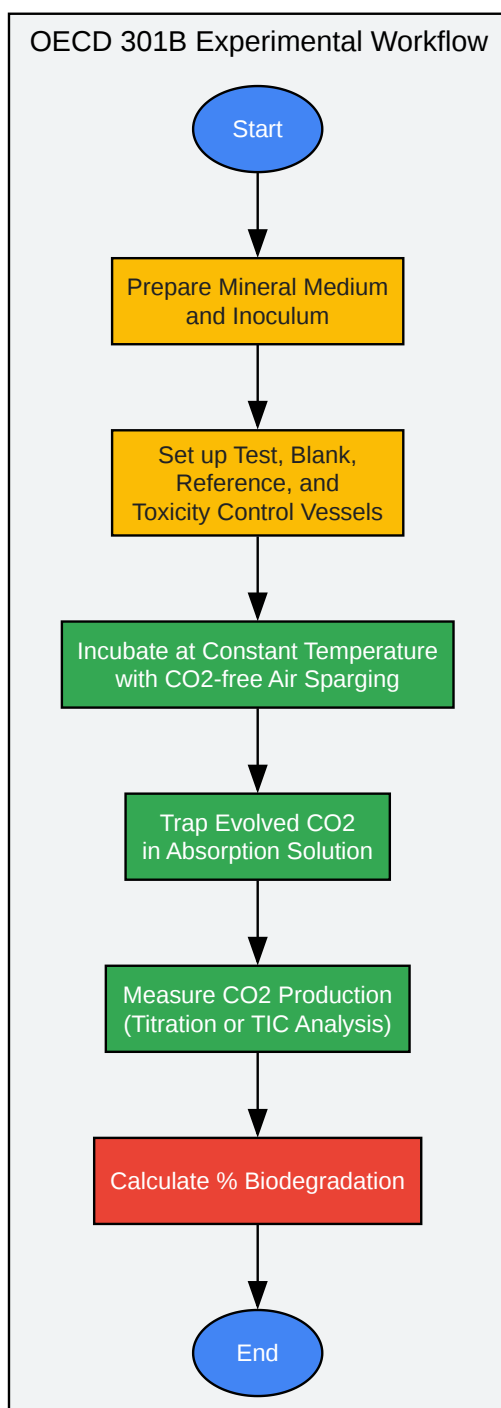 OECD 301B Experimental Workflow
Start
Prepare Mineral Medium
and Inoculum
Set up Test, Blank,
Reference, and
Toxicity Control Vessels
Incubate at Constant Temperature
with CO2-free Air Sparging
Trap Evolved CO2
in Absorption Solution
Measure CO2 Production
(Titration or TIC Analysis)
Calculate % Biodegradation
End